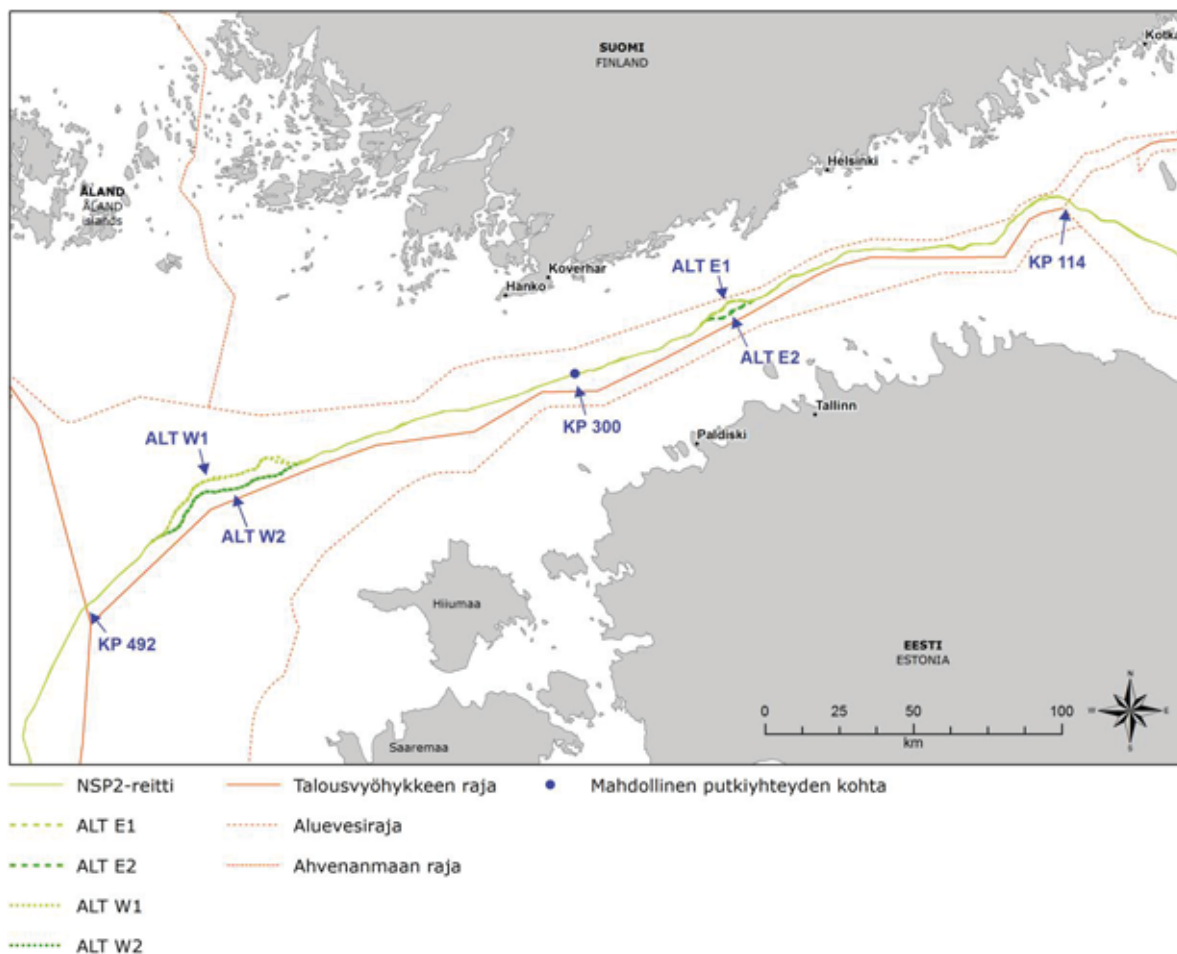 SUOMI
FINLAND
Kotka
Helsinki
ÅLAND
ÅLAND
islands
Koverhar
Hanko
ALT E1
KP 114
ALT E2
Tallinn
KP 300
Paldiski
ALT W1
ALT W2
Hiiumaa
KP 492
EESTI
ESTONIA
N
W
E
S
0 25 50 100
km
Saaremaa
NSP2-reitti
Talousvyöhykkeen raja
Mahdollinen putkiyhteyden kohta
ALT E1
Aluevesiraja
ALT E2
Ahvenanmaan raja
ALT W1
ALT W2